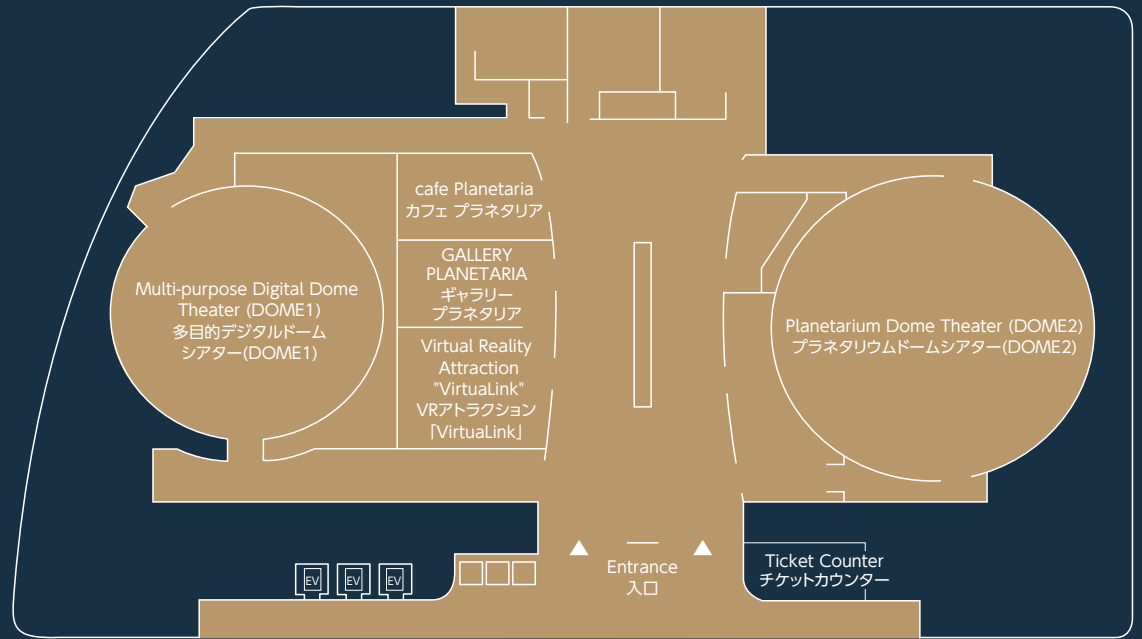 cafe Planetaria
カフェ プラネタリア
GALLERY
PLANETARIA
ギャラリー
プラネタリア
Multi-purpose Digital Dome
Theater (DOME1)
多目的デジタルドーム
シアター(DOME1)
Virtual Reality
Attraction
"VirtuaLink"
VRアトラクション
「VirtuaLink」
Planetarium Dome Theater (DOME2)
プラネタリウムドームシアター(DOME2)
Entrance
入口
Ticket Counter
チケットカウンター
EV
EV
EV